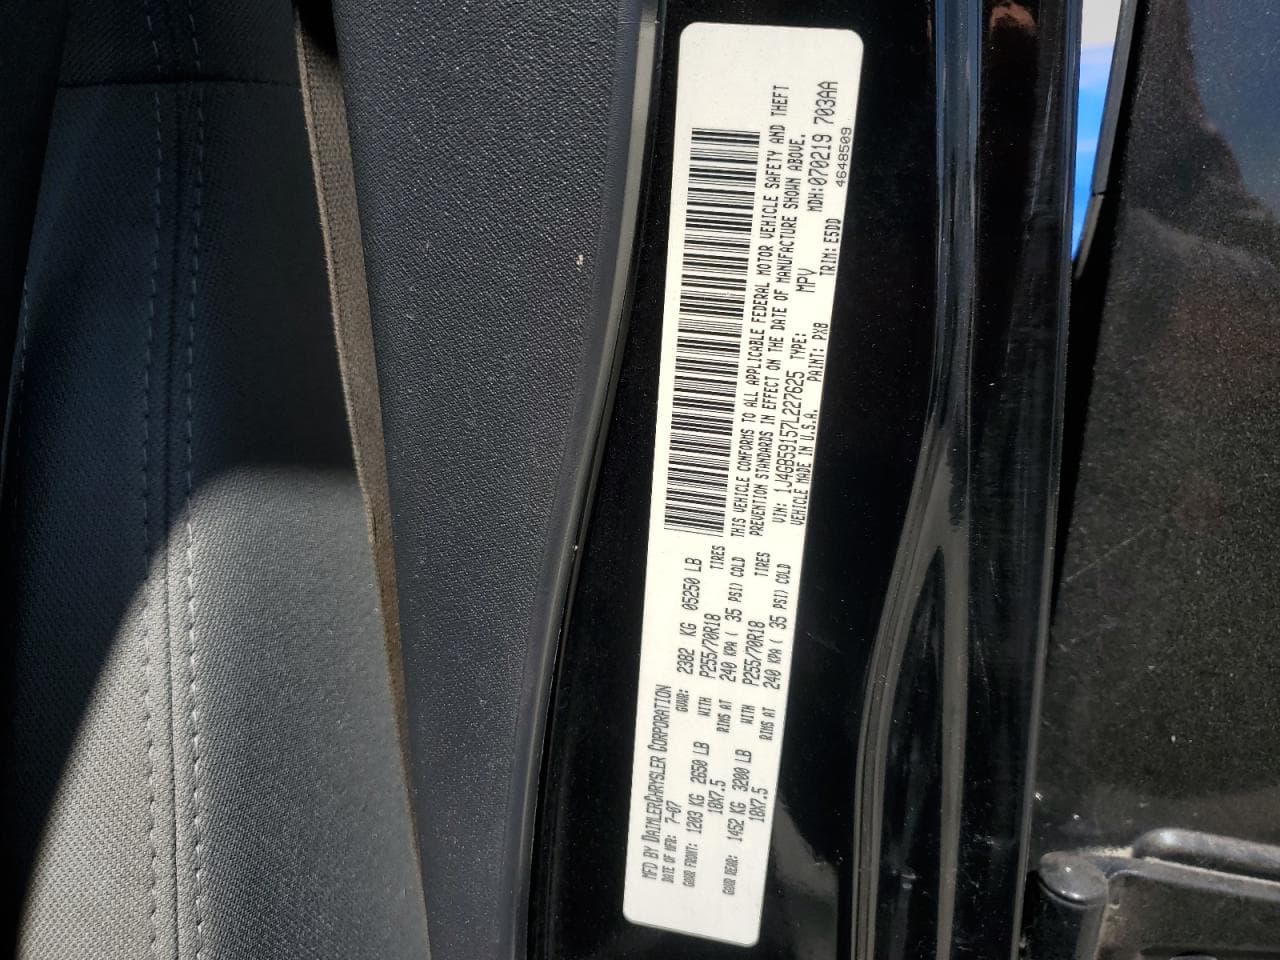 MFD BY DAIMLERCHRYSLER CORPORATION
DATE OF MFR: 7-07 GVWR: 2382 KG 05250 LB
GAWR FRONT: 1203 KG 2650 LB WITH P255/70R18 TIRES
18X7.5 RIMS AT 240 KPA ( 35 PSI) COLD
GAWR REAR: 1452 KG 3200 LB WITH P255/70R18 TIRES
18X7.5 RIMS AT 240 KPA ( 35 PSI) COLD
THIS VEHICLE CONFORMS TO ALL APPLICABLE FEDERAL MOTOR VEHICLE SAFETY AND THEFT
PREVENTION STANDARDS IN EFFECT ON THE DATE OF MANUFACTURE SHOWN ABOVE.
VIN: 1J4GB59157L227625 TYPE: MPV MDH:070219 703AA
VEHICLE MADE IN U.S.A. PAINT: PXB TRIM: E5DD 4648509